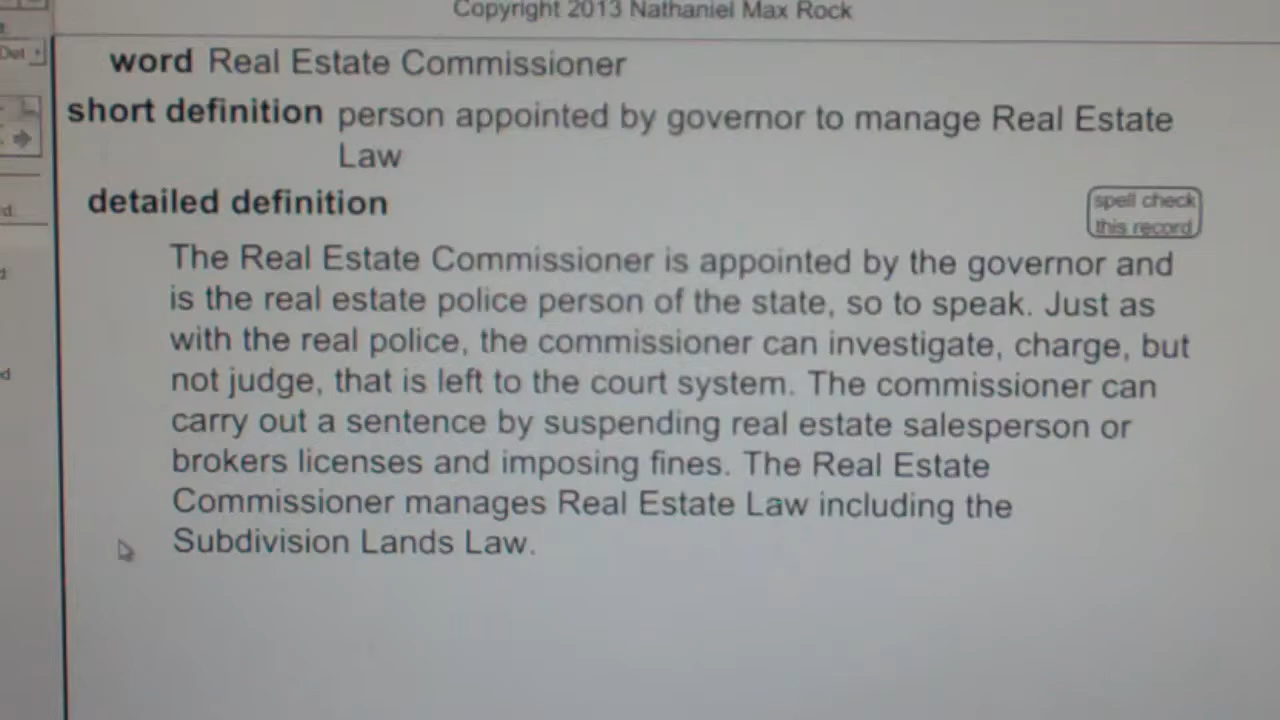 Copyright 2013 Nathaniel Max Rock
word Real Estate Commissioner
short definition person appointed by governor to manage Real Estate
Law
detailed definition
spell check
this record
The Real Estate Commissioner is appointed by the governor and
is the real estate police person of the state, so to speak. Just as
with the real police, the commissioner can investigate, charge, but
not judge, that is left to the court system. The commissioner can
carry out a sentence by suspending real estate salesperson or
brokers licenses and imposing fines. The Real Estate
Commissioner manages Real Estate Law including the
Subdivision Lands Law.